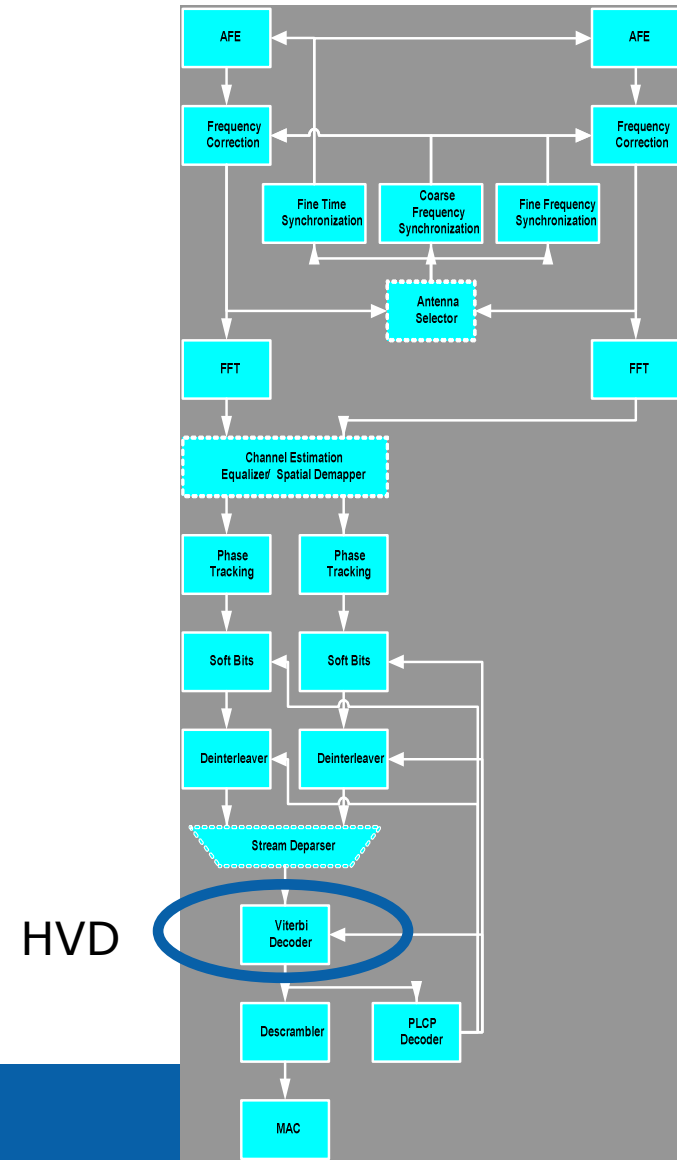 AFE
AFE
Frequency
Correction
Frequency
Correction
Fine Time
Synchronization
Coarse
Frequency
Synchronization
Fine Frequency
Synchronization
Antenna
Selector
FFT
FFT
Channel Estimation
Equalizer/ Spatial Demapper
Phase
Tracking
Phase
Tracking
Soft Bits
Soft Bits
Deinterleaver
Deinterleaver
Stream Deparser
HVD
Viterbi
Decoder
Descrambler
PLCP
Decoder
MAC